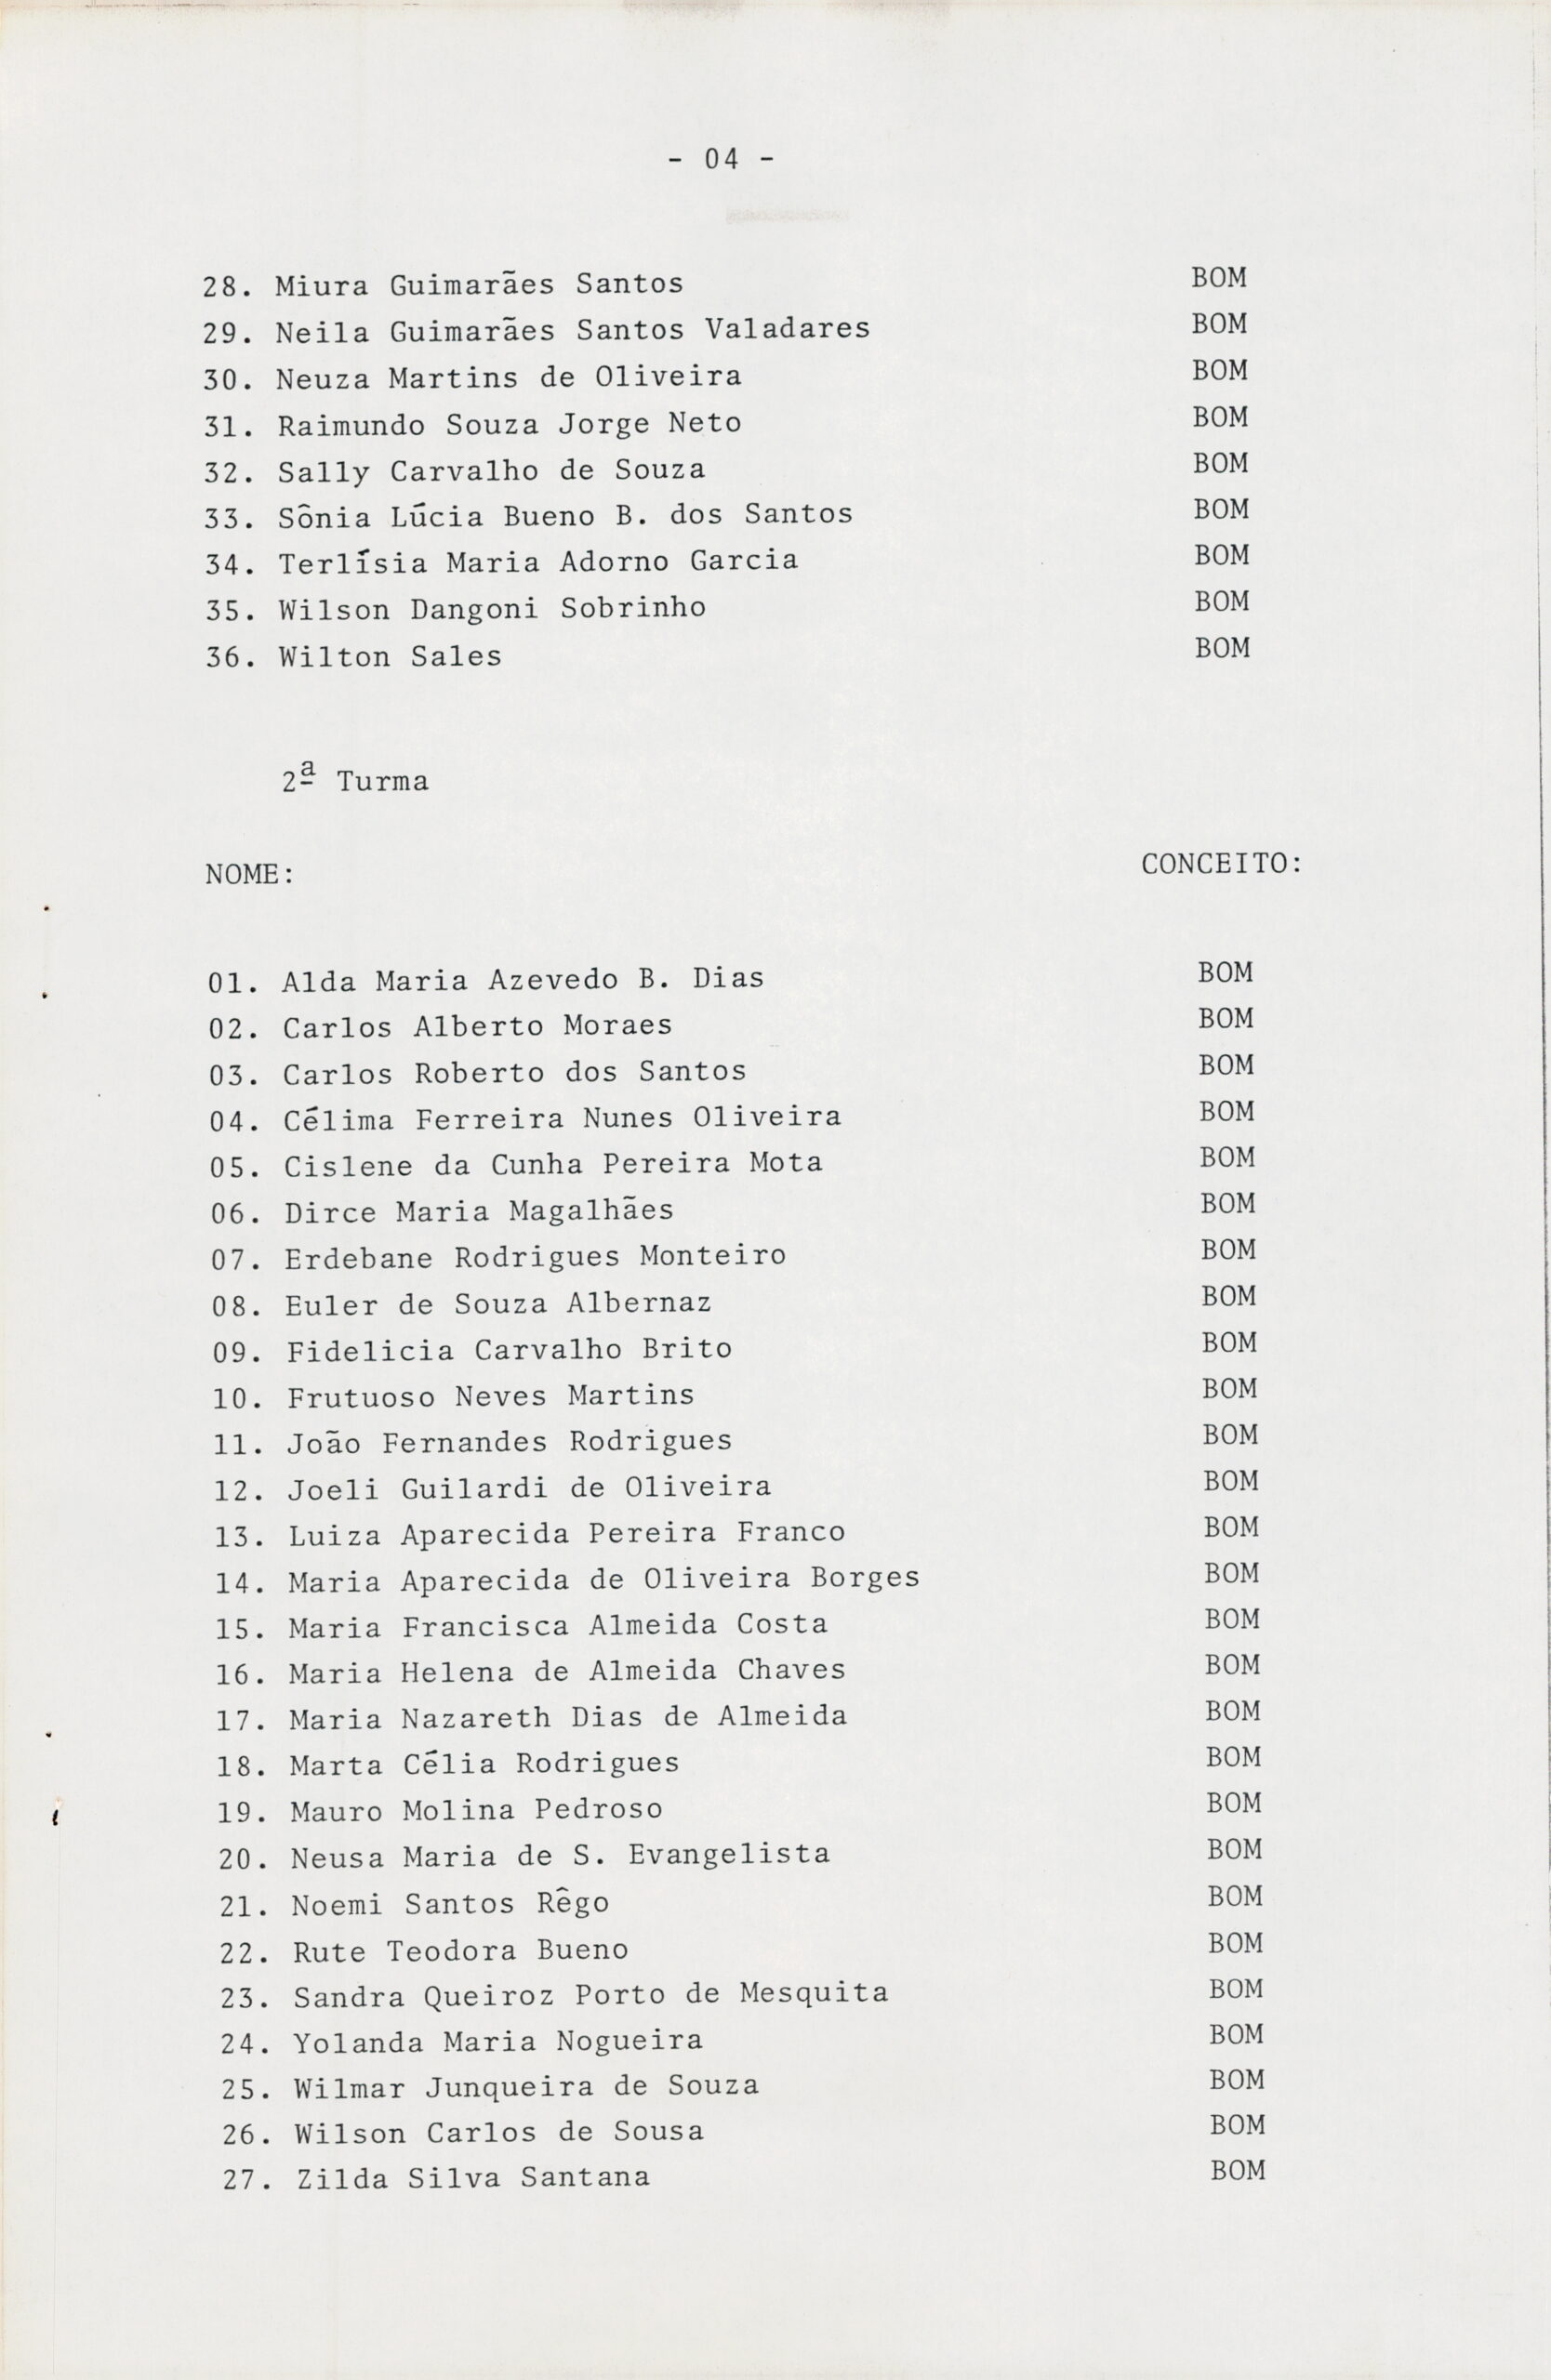 - 04 -
28. Miura Guimarães Santos BOM
29. Neila Guimarães Santos Valadares BOM
30. Neuza Martins de Oliveira BOM
31. Raimundo Souza Jorge Neto BOM
32. Sally Carvalho de Souza BOM
33. Sônia Lúcia Bueno B. dos Santos BOM
34. Terlísia Maria Adorno Garcia BOM
35. Wilson Dangoni Sobrinho BOM
36. Wilton Sales BOM
2ª Turma
NOME: CONCEITO:
01. Alda Maria Azevedo B. Dias BOM
02. Carlos Alberto Moraes BOM
03. Carlos Roberto dos Santos BOM
04. Célima Ferreira Nunes Oliveira BOM
05. Cislene da Cunha Pereira Mota BOM
06. Dirce Maria Magalhães BOM
07. Erdebane Rodrigues Monteiro BOM
08. Euler de Souza Albernaz BOM
09. Fidelicia Carvalho Brito BOM
10. Frutuoso Neves Martins BOM
11. João Fernandes Rodrigues BOM
12. Joeli Guilardi de Oliveira BOM
13. Luiza Aparecida Pereira Franco BOM
14. Maria Aparecida de Oliveira Borges BOM
15. Maria Francisca Almeida Costa BOM
16. Maria Helena de Almeida Chaves BOM
17. Maria Nazareth Dias de Almeida BOM
18. Marta Célia Rodrigues BOM
19. Mauro Molina Pedroso BOM
20. Neusa Maria de S. Evangelista BOM
21. Noemi Santos Rêgo BOM
22. Rute Teodora Bueno BOM
23. Sandra Queiroz Porto de Mesquita BOM
24. Yolanda Maria Nogueira BOM
25. Wilmar Junqueira de Souza BOM
26. Wilson Carlos de Sousa BOM
27. Zilda Silva Santana BOM